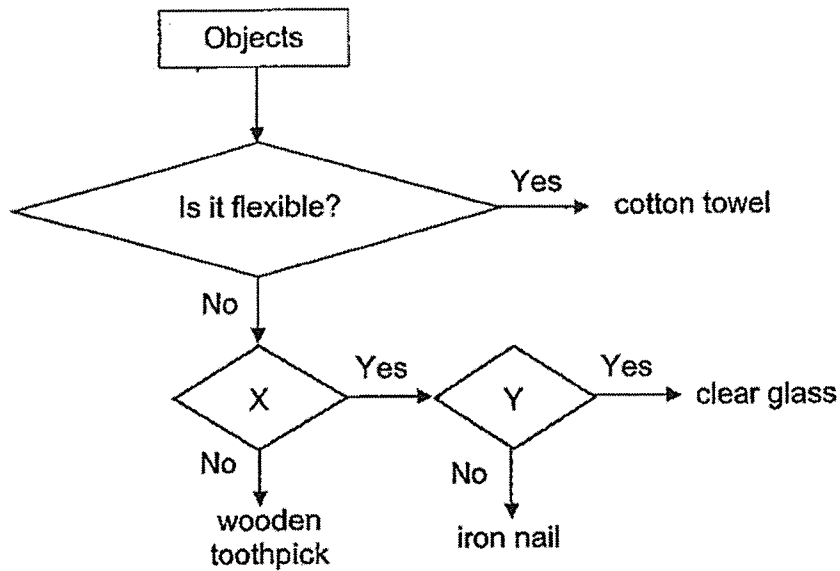 Objects
Is it flexible?
Yes
cotton towel
No
X
Yes
Y
Yes
clear glass
No
wooden
toothpick
No
iron nail